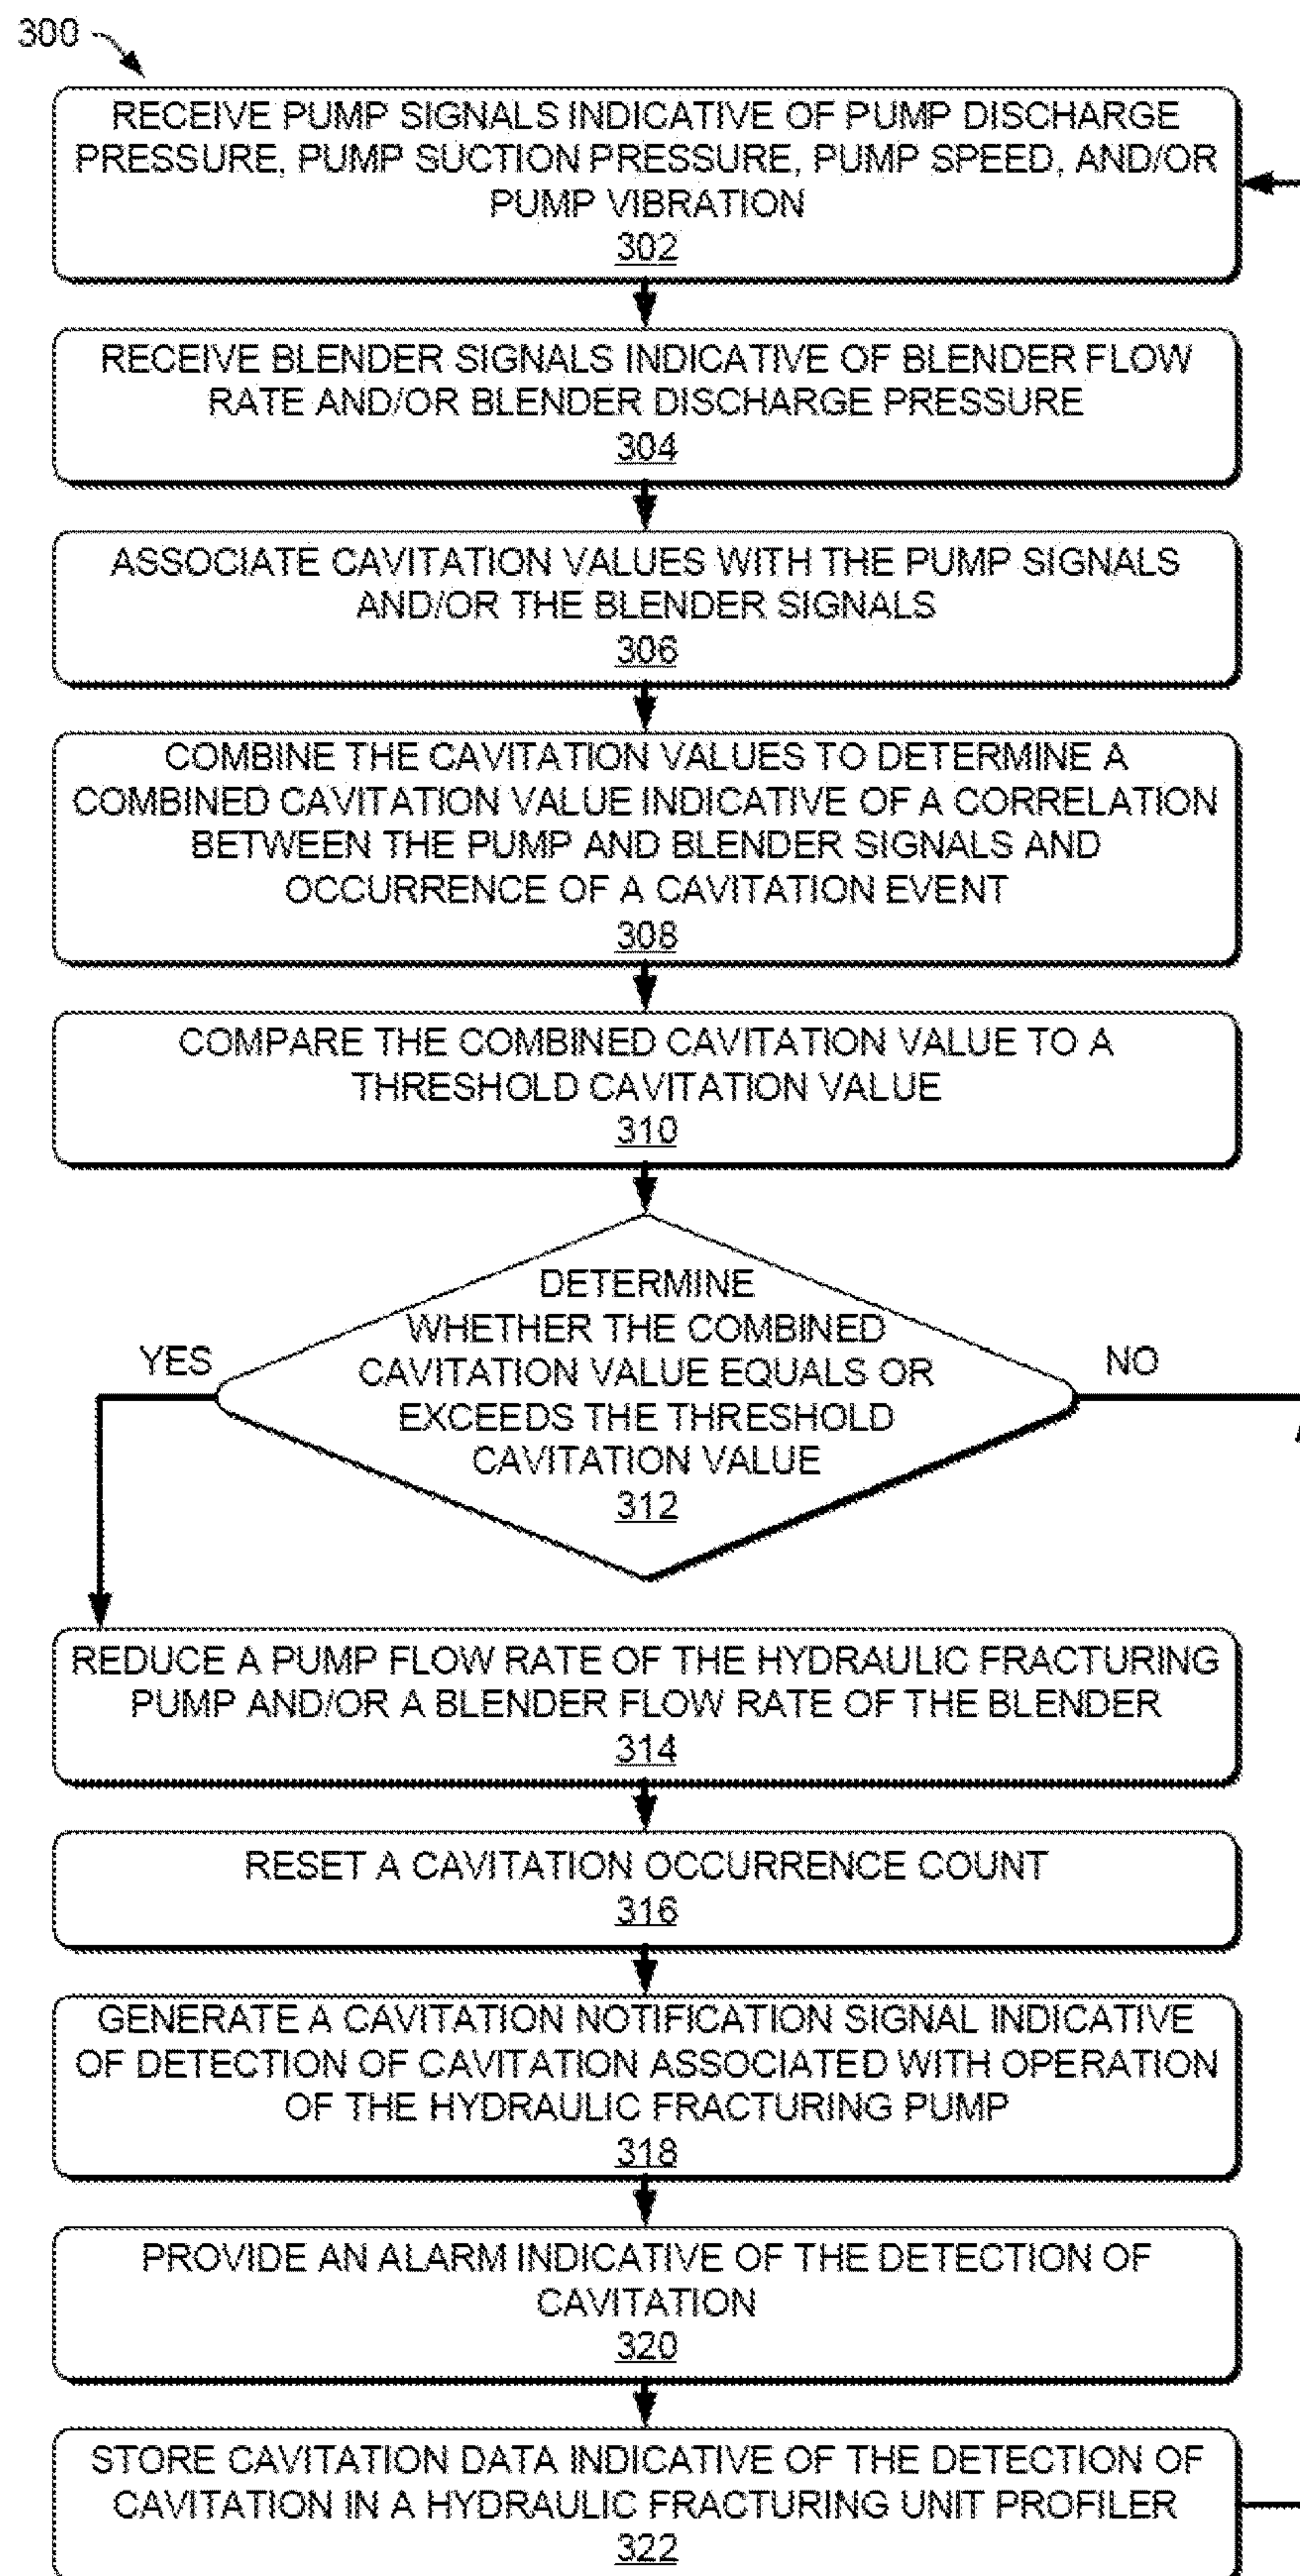 300
RECEIVE PUMP SIGNALS INDICATIVE OF PUMP DISCHARGE
PRESSURE, PUMP SUCTION PRESSURE, PUMP SPEED, AND/OR
PUMP VIBRATION
302
RECEIVE BLENDER SIGNALS INDICATIVE OF BLENDER FLOW
RATE AND/OR BLENDER DISCHARGE PRESSURE
304
ASSOCIATE CAVITATION VALUES WITH THE PUMP SIGNALS
AND/OR THE BLENDER SIGNALS
306
COMBINE THE CAVITATION VALUES TO DETERMINE A
COMBINED CAVITATION VALUE INDICATIVE OF A CORRELATION
BETWEEN THE PUMP AND BLENDER SIGNALS AND
OCCURRENCE OF A CAVITATION EVENT
308
COMPARE THE COMBINED CAVITATION VALUE TO A
THRESHOLD CAVITATION VALUE
310
DETERMINE
WHETHER THE COMBINED
CAVITATION VALUE EQUALS OR
EXCEEDS THE THRESHOLD
CAVITATION VALUE
312
YES
NO
REDUCE A PUMP FLOW RATE OF THE HYDRAULIC FRACTURING
PUMP AND/OR A BLENDER FLOW RATE OF THE BLENDER
314
RESET A CAVITATION OCCURRENCE COUNT
316
GENERATE A CAVITATION NOTIFICATION SIGNAL INDICATIVE
OF DETECTION OF CAVITATION ASSOCIATED WITH OPERATION
OF THE HYDRAULIC FRACTURING PUMP
318
PROVIDE AN ALARM INDICATIVE OF THE DETECTION OF
CAVITATION
320
STORE CAVITATION DATA INDICATIVE OF THE DETECTION OF
CAVITATION IN A HYDRAULIC FRACTURING UNIT PROFILER
322